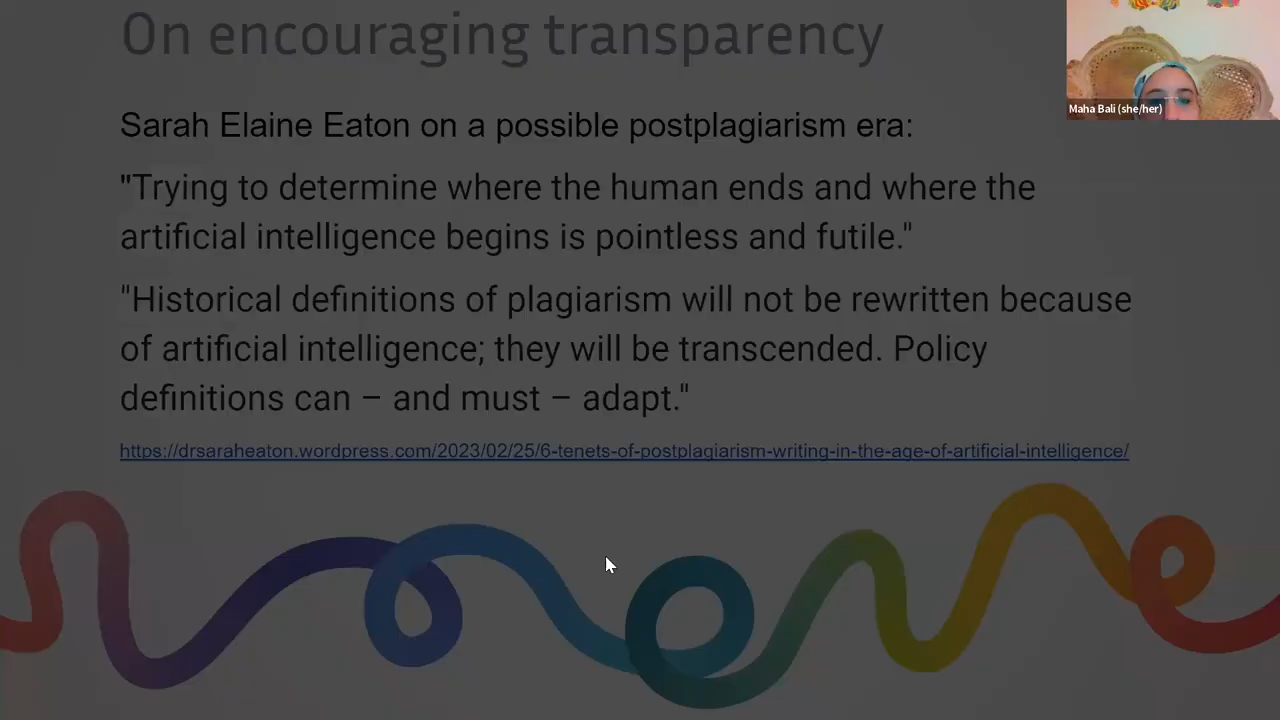 On encouraging transparency
Maha Bali (she/her)
Sarah Elaine Eaton on a possible postplagiarism era:
"Trying to determine where the human ends and where the
artificial intelligence begins is pointless and futile."
"Historical definitions of plagiarism will not be rewritten because
of artificial intelligence; they will be transcended. Policy
definitions can – and must – adapt."
https://drsaraheaton.wordpress.com/2023/02/25/6-tenets-of-postplagiarism-writing-in-the-age-of-artificial-intelligence/